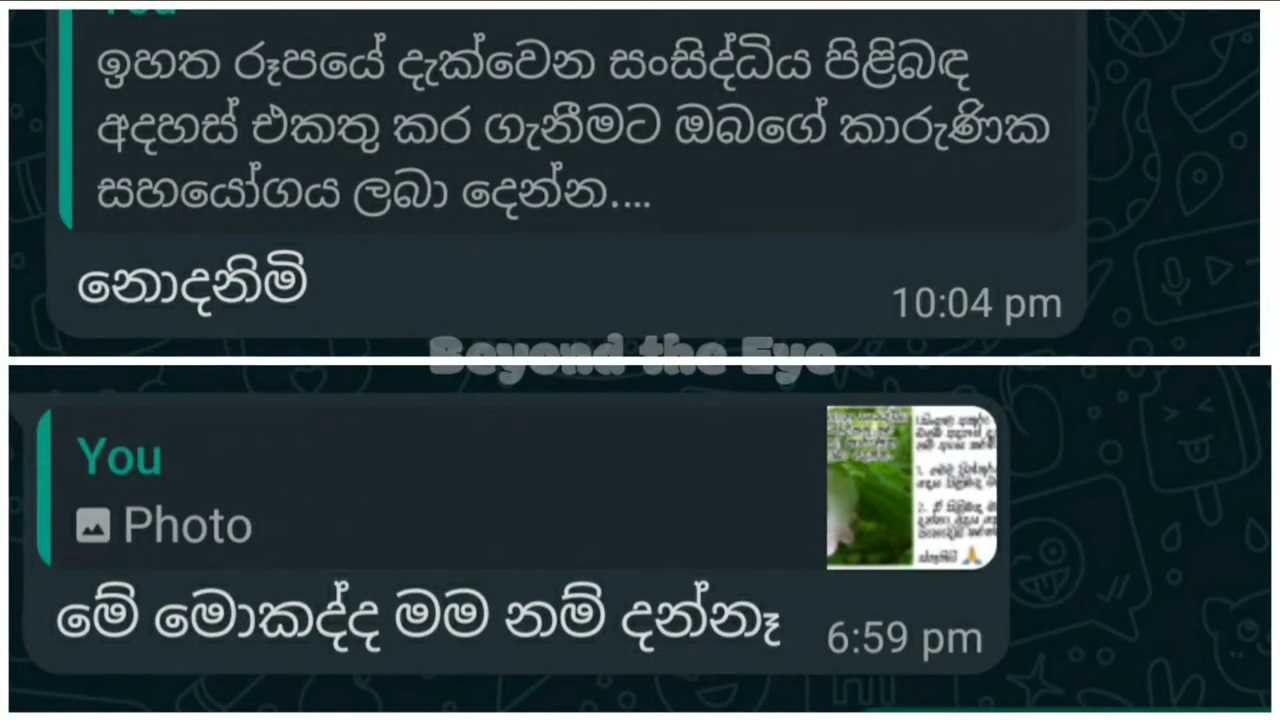 ඉහත රූපයේ දැක්වෙන සංසිද්ධිය පිළිබඳ
අදහස් එකතු කර ගැනීමට ඔබගේ කාරුණික
සහයෝගය ලබා දෙන්න....
නොදනිමි
10:04 pm
Beyond the Eye
You
Photo
මේ මොකද්ද මම නම් දන්නෑ
6:59 pm